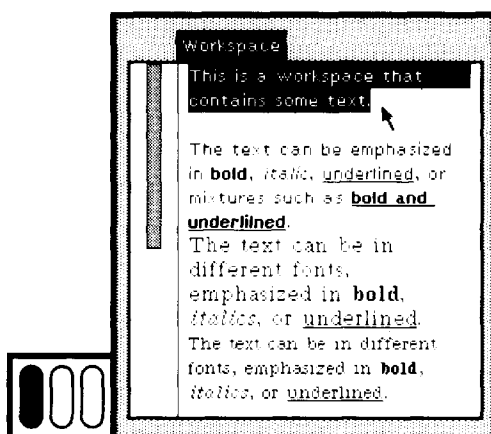 Workspace
This is a workspace that
contains some text.
The text can be emphasized
in bold, italic, underlined, or
mixtures such as bold and
underlilned.
The text can be in
different fonts,
emphasized in bold,
italics, or underlined.
The text can be in different
fonts, emphasized in bold,
italics, or underlined.